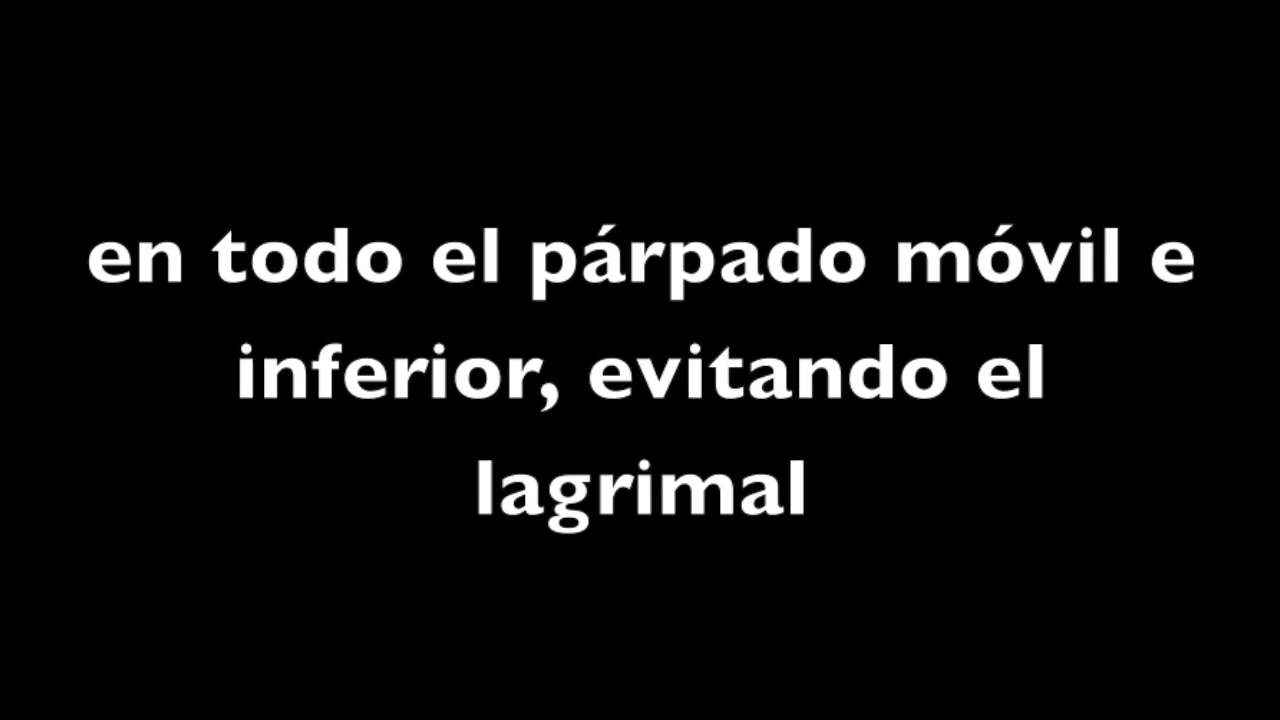 en todo el párpado móvil e
inferior, evitando el
lagrimal